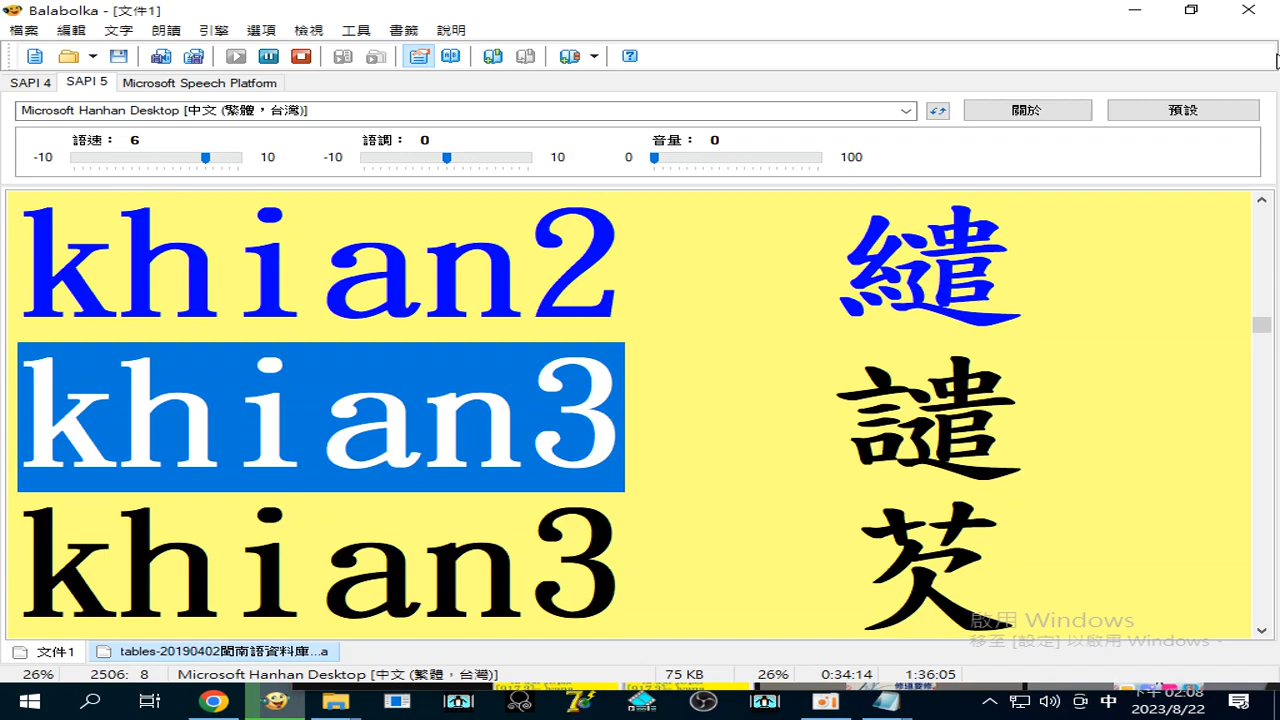 Balabolka - [文件1]
檔案 編輯 文字 朗讀 引擎 選項 檢視 工具 書籤 說明
SAPI 4 SAPI 5 Microsoft Speech Platform
Microsoft Hanhan Desktop [中文 (繁體，台灣)] 關於 預設
語速： 6 語調： 0 音量： 0
-10 10 -10 10 0 100
khian2 繾
khian3 譴
khian3 芡
啟用 Windows
移至 [設定] 以啟用 Windows。
文件1 tables-20190402閩南語資料庫...a
26% 2506: 8 Microsoft Hanhan Desktop [中文 (繁體，台灣)] 75 KB 26% 0:34:14 1:36:05
中 下午 02:08
2023/8/22